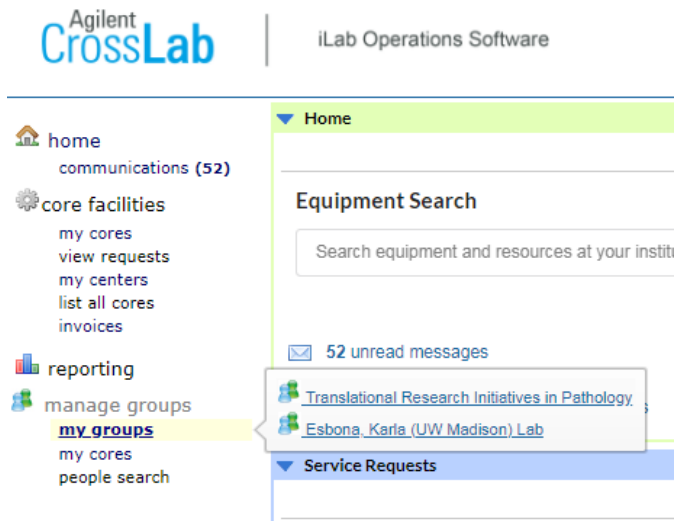 Agilent
CrossLab
iLab Operations Software
home
communications (52)
core facilities
my cores
view requests
my centers
list all cores
invoices
reporting
manage groups
my groups
my cores
people search
Home
Equipment Search
Search equipment and resources at your
52 unread messages
Translational Research Initiatives in Pathology
Esbona, Karla (UW Madison) Lab
Service Requests